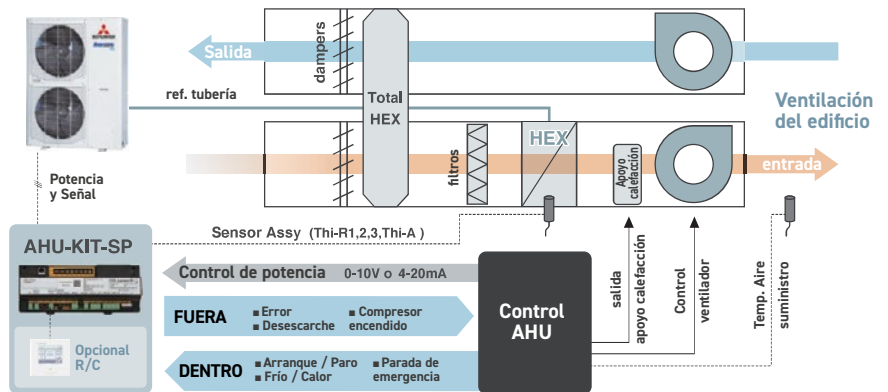 Salida
dampers
MITSUBISHI
ref. tubería
Total
HEX
Ventilación
del edificio
HEX
filtros
Apoyo
calefacción
entrada
Potencia
y Señal
Sensor Assy (Thi-R1,2,3,Thi-A )
AHU-KIT-SP
Control de potencia 0-10V o 4-20mA
Control
AHU
salida
apoyo calefacción
Control
ventilador
Temp. Aire
suministro
FUERA
■ Error
■ Desescarche
■ Compresor
encendido
Opcional
R/C
DENTRO
■ Arranque / Paro
■ Frío / Calor
■ Parada de
emergencia